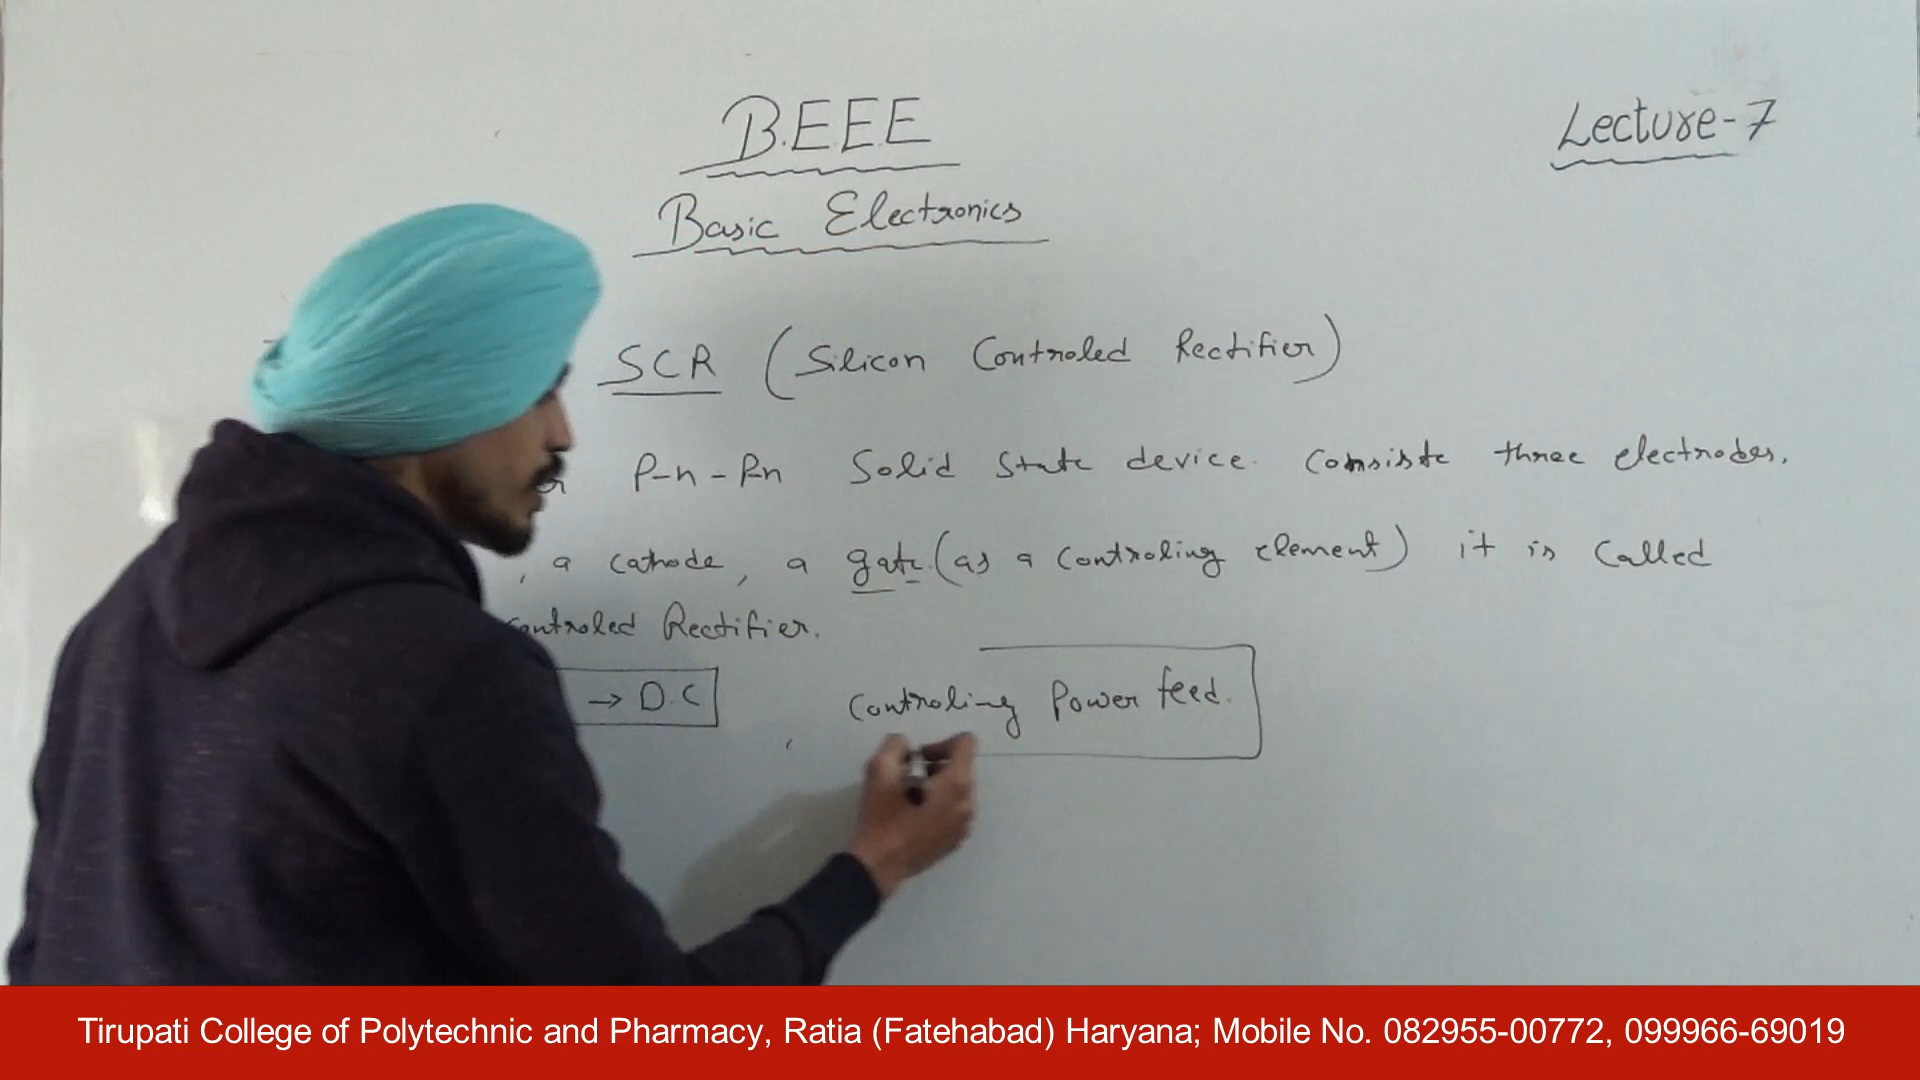 B.E.E.E
Lecture-7
Basic Electronics
SCR (Silicon Controled Rectifier)
P-n-Pn Solid State device. Consiste three electrodes.
, a cathode, a gate (as a controling element) it is Called
Controled Rectifier.
→ D.C
Controling Power feed.
Tirupati College of Polytechnic and Pharmacy, Ratia (Fatehabad) Haryana; Mobile No. 082955-00772, 099966-69019